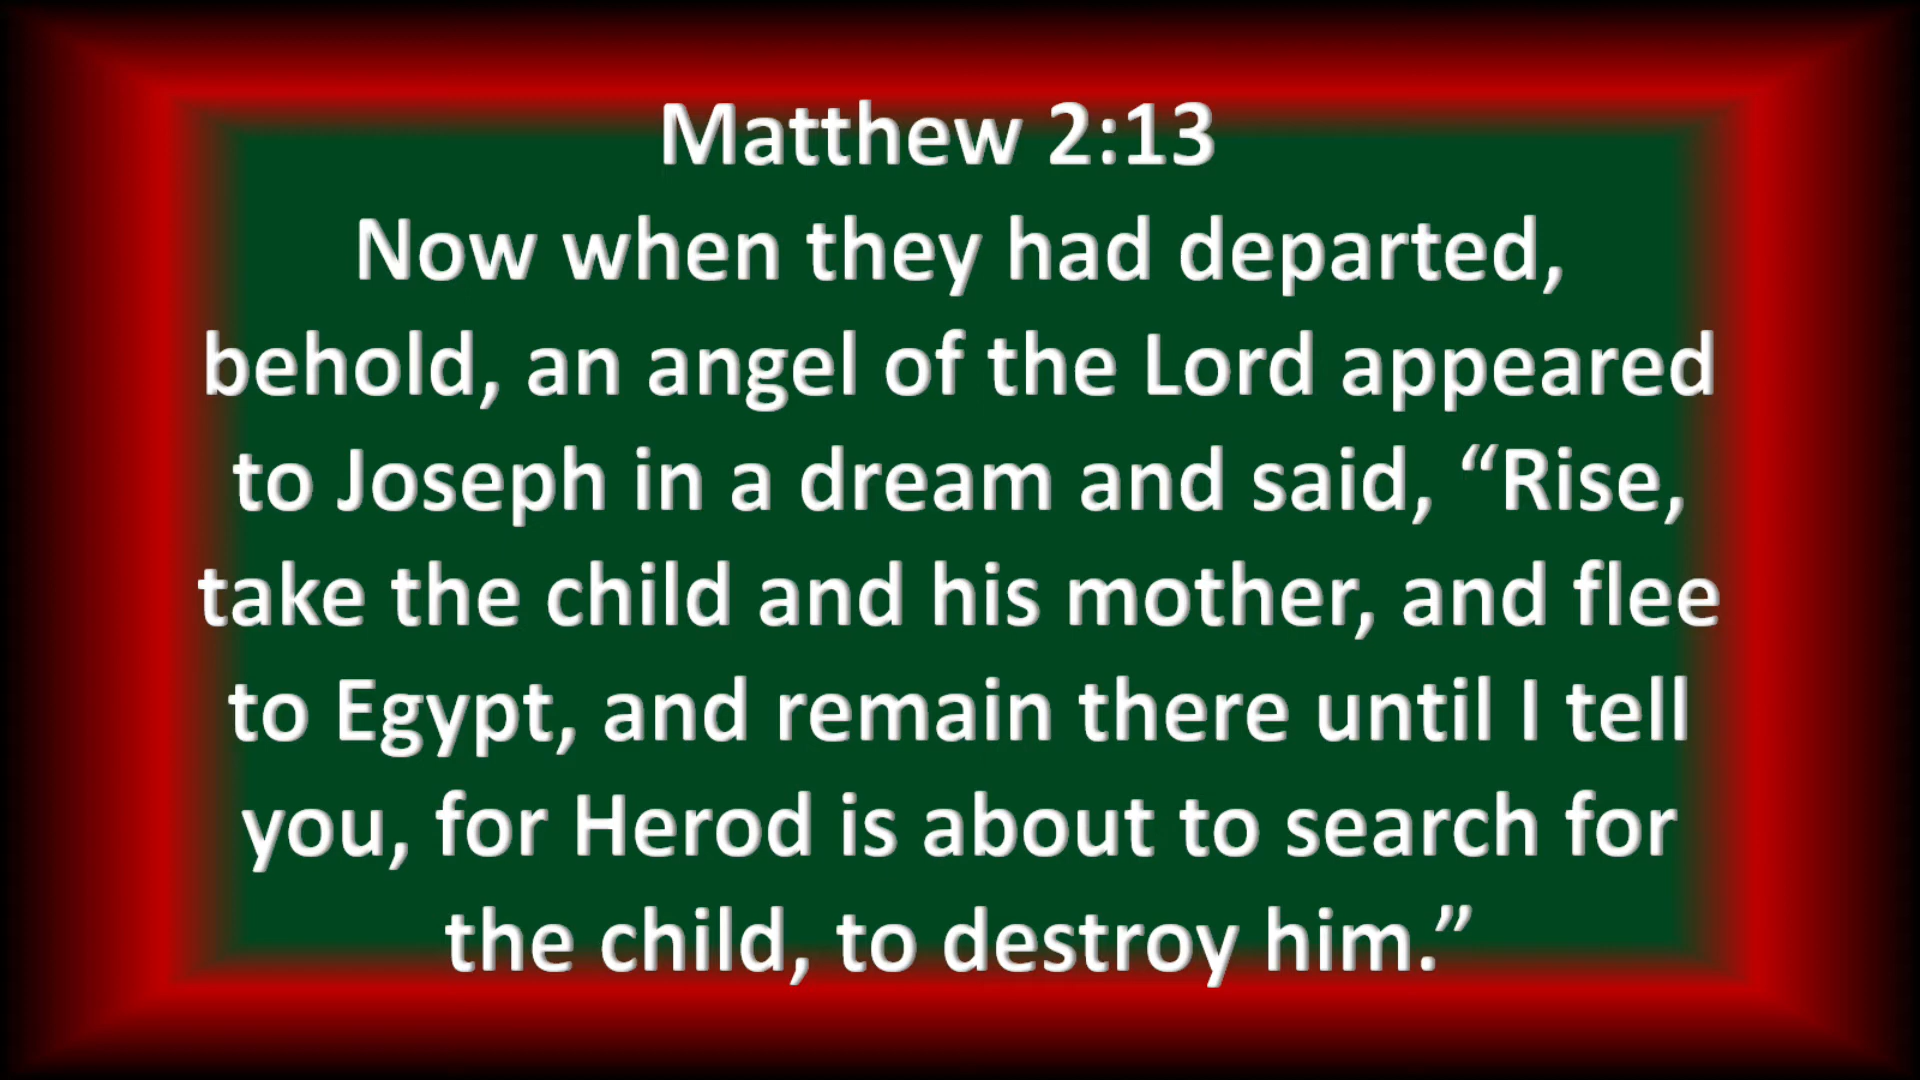 Matthew 2:13
Now when they had departed,
behold, an angel of the Lord appeared
to Joseph in a dream and said, “Rise,
take the child and his mother, and flee
to Egypt, and remain there until I tell
you, for Herod is about to search for
the child, to destroy him.”